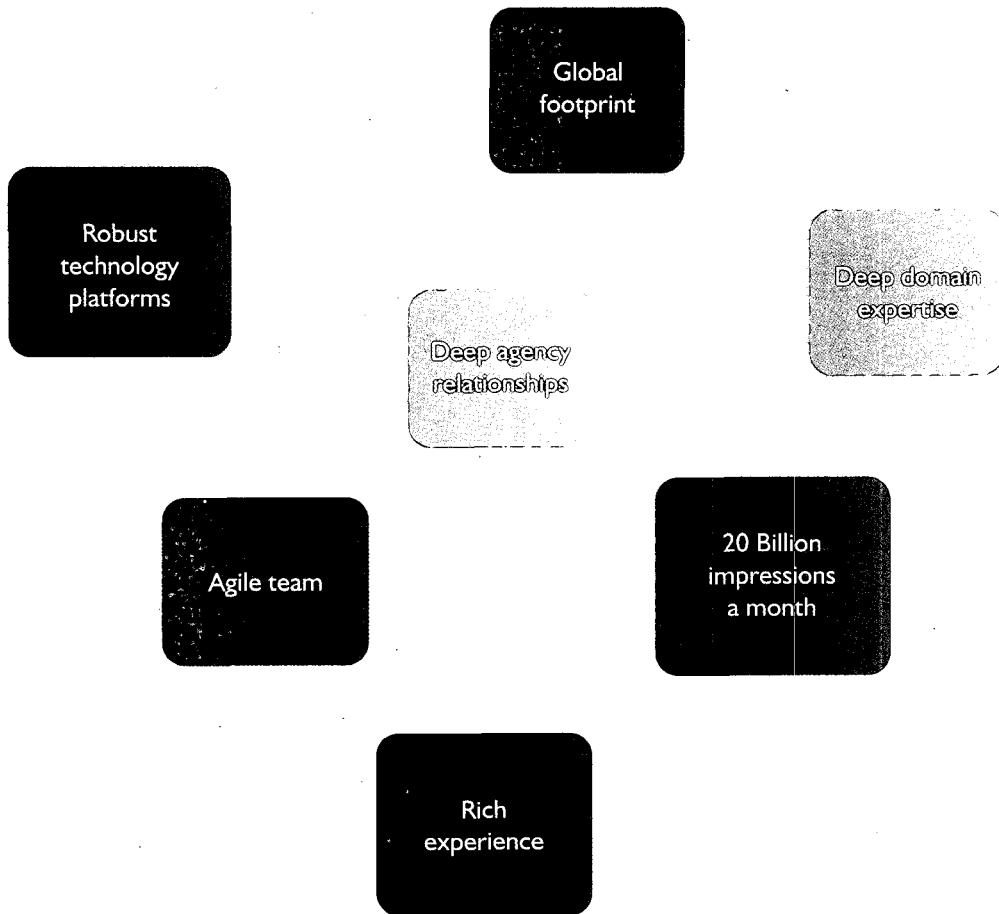 Global
footprint
Robust
technology
platforms
Deep domain
expertise
Deep agency
relationships
Agile team
20 Billion
impressions
a month
Rich
experience